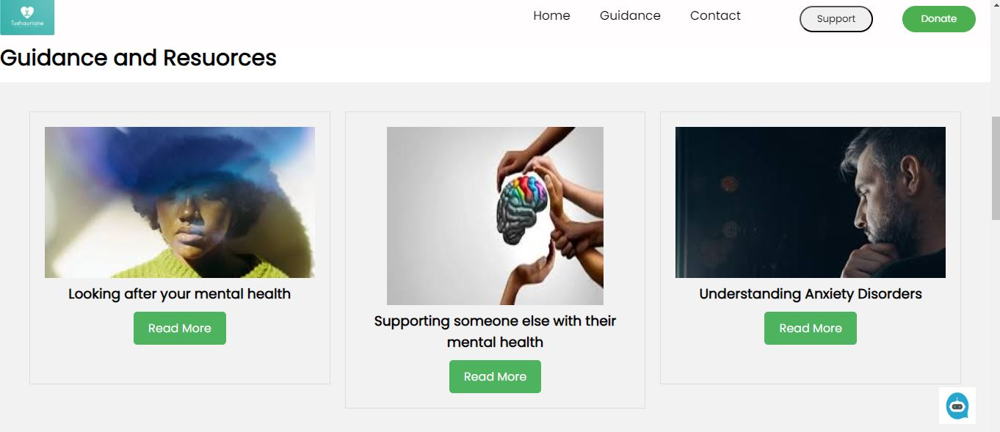 Tushauriane
Home
Guidance
Contact
Support
Donate
Guidance and Resuorces
Looking after your mental health
Read More
Supporting someone else with their
mental health
Read More
Understanding Anxiety Disorders
Read More